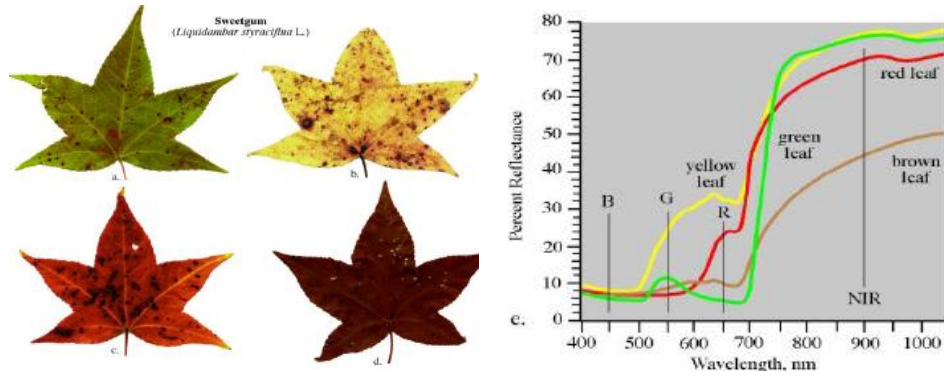 Sweetgum
(Liquidambar styraciflua L.)
a.
b.
c.
d.
80
70
60
50
40
30
20
10
0
Percent Reflectance
B
G
R
NIR
yellow
leaf
green
leaf
red leaf
brown
leaf
400
500
600
700
800
900
1000
Wavelength, nm
e.